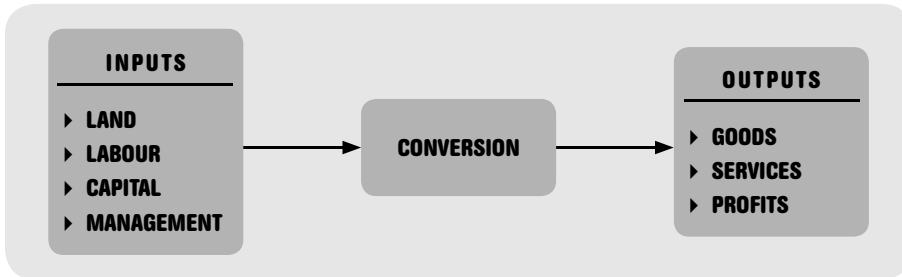 INPUTS
LAND
LABOUR
CAPITAL
MANAGEMENT
CONVERSION
OUTPUTS
GOODS
SERVICES
PROFITS